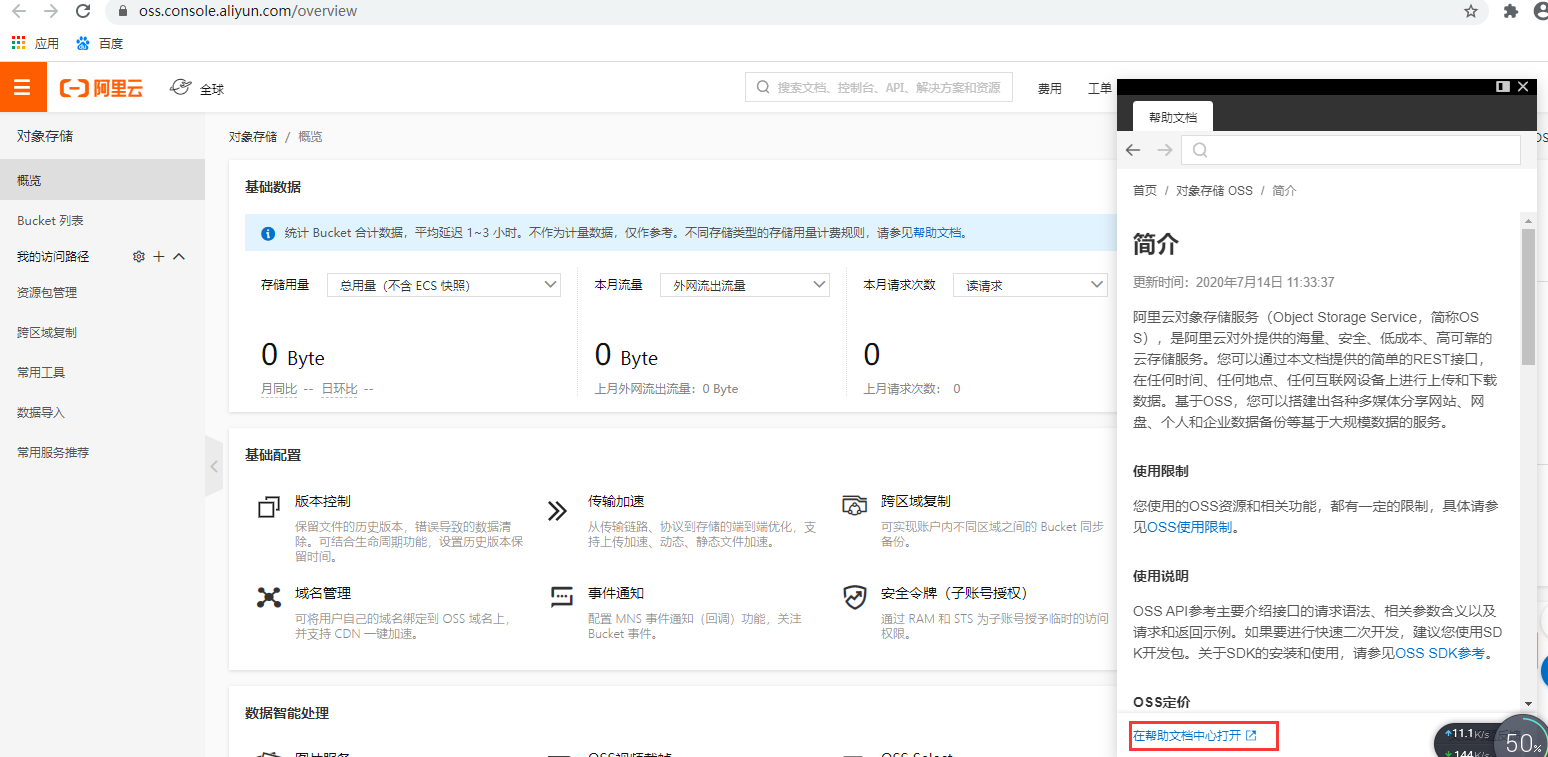 oss.console.aliyun.com/overview
应用 百度
阿里云 全球 搜索文档、控制台、API、解决方案和资源 费用 工单
对象存储
概览
Bucket 列表
我的访问路径
资源包管理
跨区域复制
常用工具
数据导入
常用服务推荐
对象存储 / 概览
基础数据
统计 Bucket 合计数据，平均延迟 1~3 小时。不作为计量数据，仅作参考。不同存储类型的存储用量计费规则，请参见帮助文档。
存储用量 总用量（不含 ECS 快照） 本月流量 外网流出流量 本月请求次数 读请求
0 Byte 0 Byte 0
月同比 -- 日环比 -- 上月外网流出流量：0 Byte 上月请求次数： 0
基础配置
版本控制
保留文件的历史版本，错误导致的数据清
除。可结合生命周期功能，设置历史版本保
留时间。
传输加速
从传输链路、协议到存储的端到端优化，支
持上传加速、动态、静态文件加速。
跨区域复制
可实现账户内不同区域之间的 Bucket 同步
备份。
域名管理
可将用户自己的域名绑定到 OSS 域名上，
并支持 CDN 一键加速。
事件通知
配置 MNS 事件通知（回调）功能，关注
Bucket 事件。
安全令牌（子账号授权）
通过 RAM 和 STS 为子账号授予临时的访问
权限。
数据智能处理
图片服务 OSS视频截帧 OSS Select
帮助文档
首页 / 对象存储 OSS / 简介
简介
更新时间：2020年7月14日 11:33:37
阿里云对象存储服务（Object Storage Service，简称OS
S），是阿里云对外提供的海量、安全、低成本、高可靠的
云存储服务。您可以通过本文档提供的简单的REST接口，
在任何时间、任何地点、任何互联网设备上进行上传和下载
数据。基于OSS，您可以搭建出各种多媒体分享网站、网
盘、个人和企业数据备份等基于大规模数据的服务。
使用限制
您使用的OSS资源和相关功能，都有一定的限制，具体请参
见OSS使用限制。
使用说明
OSS API参考主要介绍接口的请求语法、相关参数含义以及
请求和返回示例。如果要进行快速二次开发，建议您使用SD
K开发包。关于SDK的安装和使用，请参见OSS SDK参考。
OSS定价
在帮助文档中心打开
11.1K/s
144K/s
50%